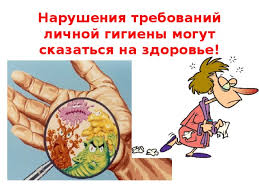 Нарушения требований
личной гигиены могут
сказаться на здоровье!